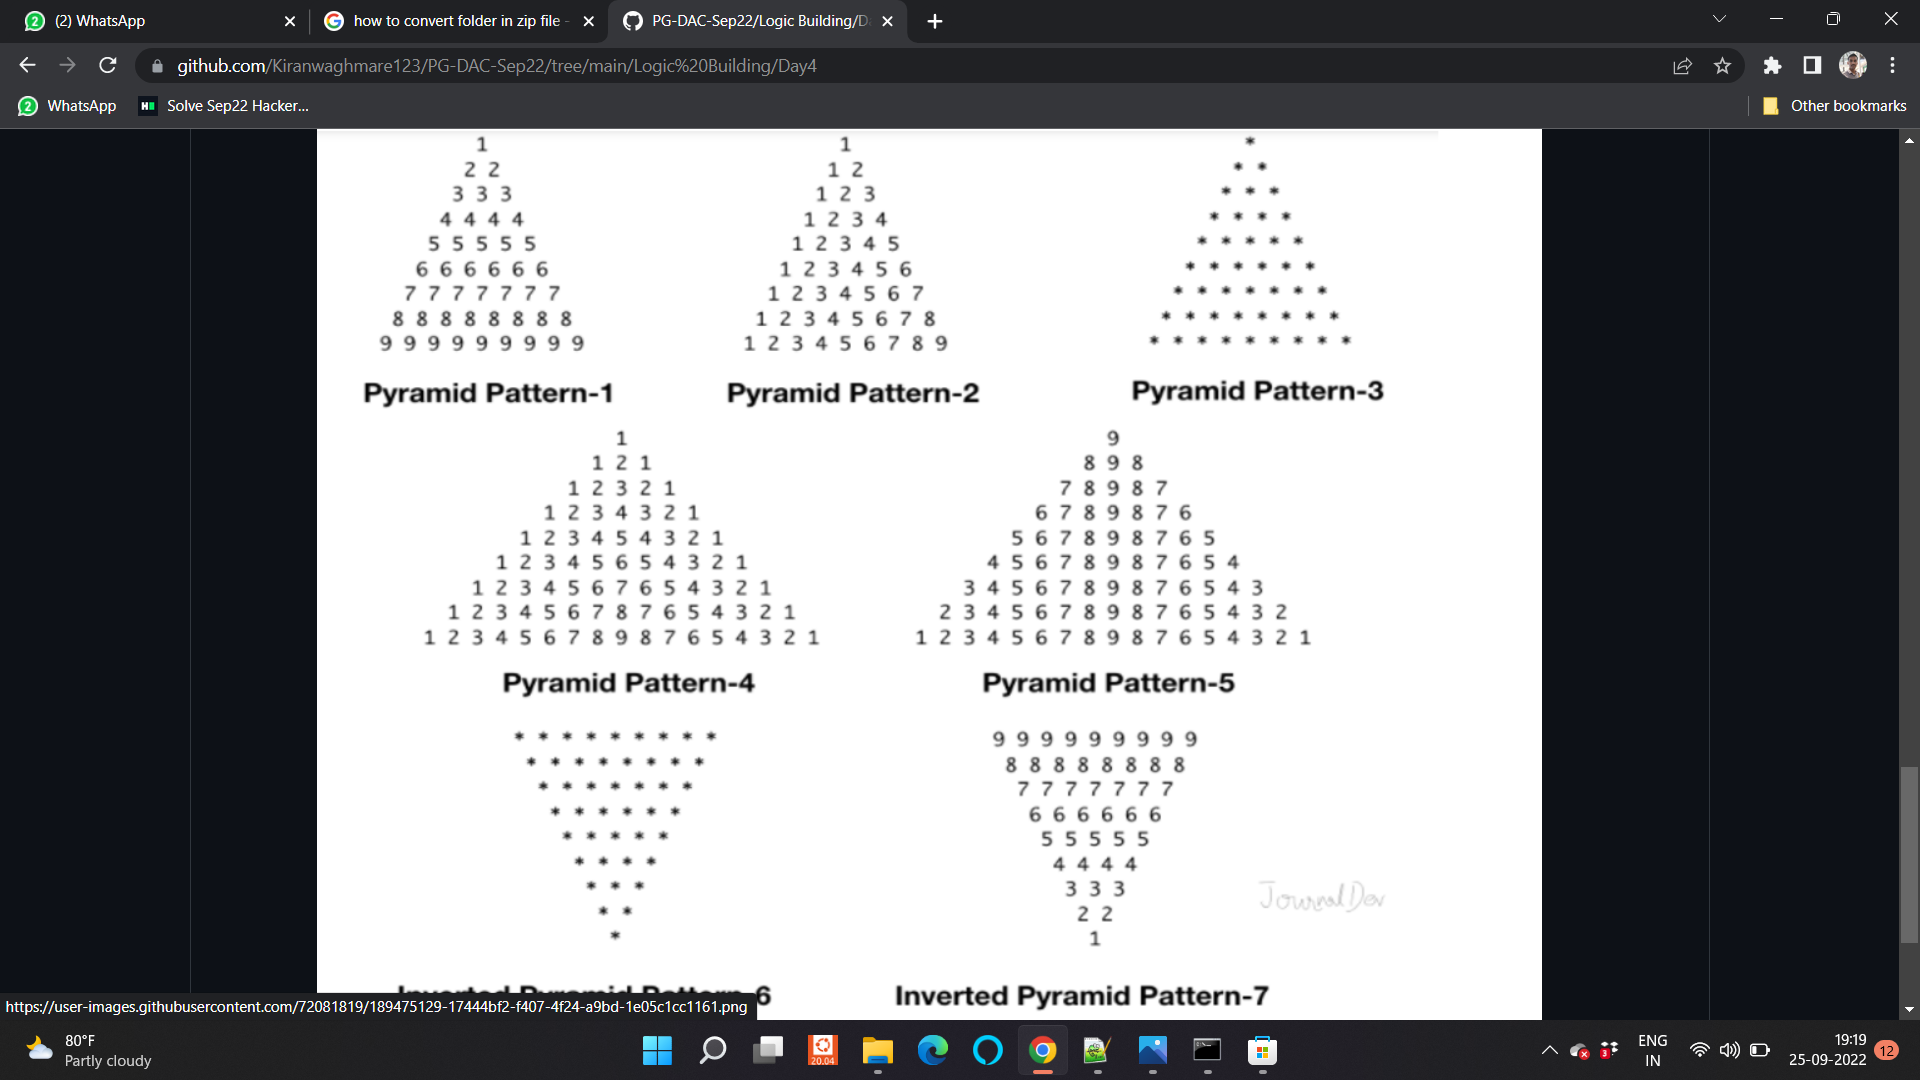 (2) WhatsApp
how to convert folder in zip file -
PG-DAC-Sep22/Logic Building/D
github.com/Kiranwaghmare123/PG-DAC-Sep22/tree/main/Logic%20Building/Day4
2 WhatsApp
H Solve Sep22 Hacker...
Other bookmarks
1
2 2
3 3 3
4 4 4 4
5 5 5 5 5
6 6 6 6 6 6
7 7 7 7 7 7 7
8 8 8 8 8 8 8 8
9 9 9 9 9 9 9 9 9
Pyramid Pattern-1
1
1 2
1 2 3
1 2 3 4
1 2 3 4 5
1 2 3 4 5 6
1 2 3 4 5 6 7
1 2 3 4 5 6 7 8
1 2 3 4 5 6 7 8 9
Pyramid Pattern-2
*
* *
* * *
* * * *
* * * * *
* * * * * *
* * * * * * *
* * * * * * * *
* * * * * * * * *
Pyramid Pattern-3
1
1 2 1
1 2 3 2 1
1 2 3 4 3 2 1
1 2 3 4 5 4 3 2 1
1 2 3 4 5 6 5 4 3 2 1
1 2 3 4 5 6 7 6 5 4 3 2 1
1 2 3 4 5 6 7 8 7 6 5 4 3 2 1
1 2 3 4 5 6 7 8 9 8 7 6 5 4 3 2 1
Pyramid Pattern-4
9
8 9 8
7 8 9 8 7
6 7 8 9 8 7 6
5 6 7 8 9 8 7 6 5
4 5 6 7 8 9 8 7 6 5 4
3 4 5 6 7 8 9 8 7 6 5 4 3
2 3 4 5 6 7 8 9 8 7 6 5 4 3 2
1 2 3 4 5 6 7 8 9 8 7 6 5 4 3 2 1
Pyramid Pattern-5
* * * * * * * * *
* * * * * * * *
* * * * * * *
* * * * * *
* * * * *
* * * *
* * *
* *
*
Inverted Pyramid Pattern-6
9 9 9 9 9 9 9 9 9
8 8 8 8 8 8 8 8
7 7 7 7 7 7 7
6 6 6 6 6 6
5 5 5 5 5
4 4 4 4
3 3 3
2 2
1
Inverted Pyramid Pattern-7
JournalDev
https://user-images.githubusercontent.com/72081819/189475129-17444bf2-f407-4f24-a9bd-1e05c1cc1161.png
80°F
Partly cloudy
20.04
3
ENG
IN
19:19
25-09-2022
12